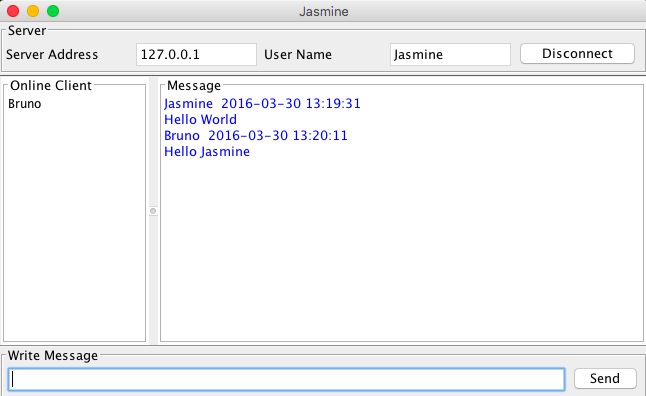 Jasmine
Server
Server Address 127.0.0.1 User Name Jasmine Disconnect
Online Client
Bruno
Message
Jasmine 2016-03-30 13:19:31
Hello World
Bruno 2016-03-30 13:20:11
Hello Jasmine
Write Message
Send